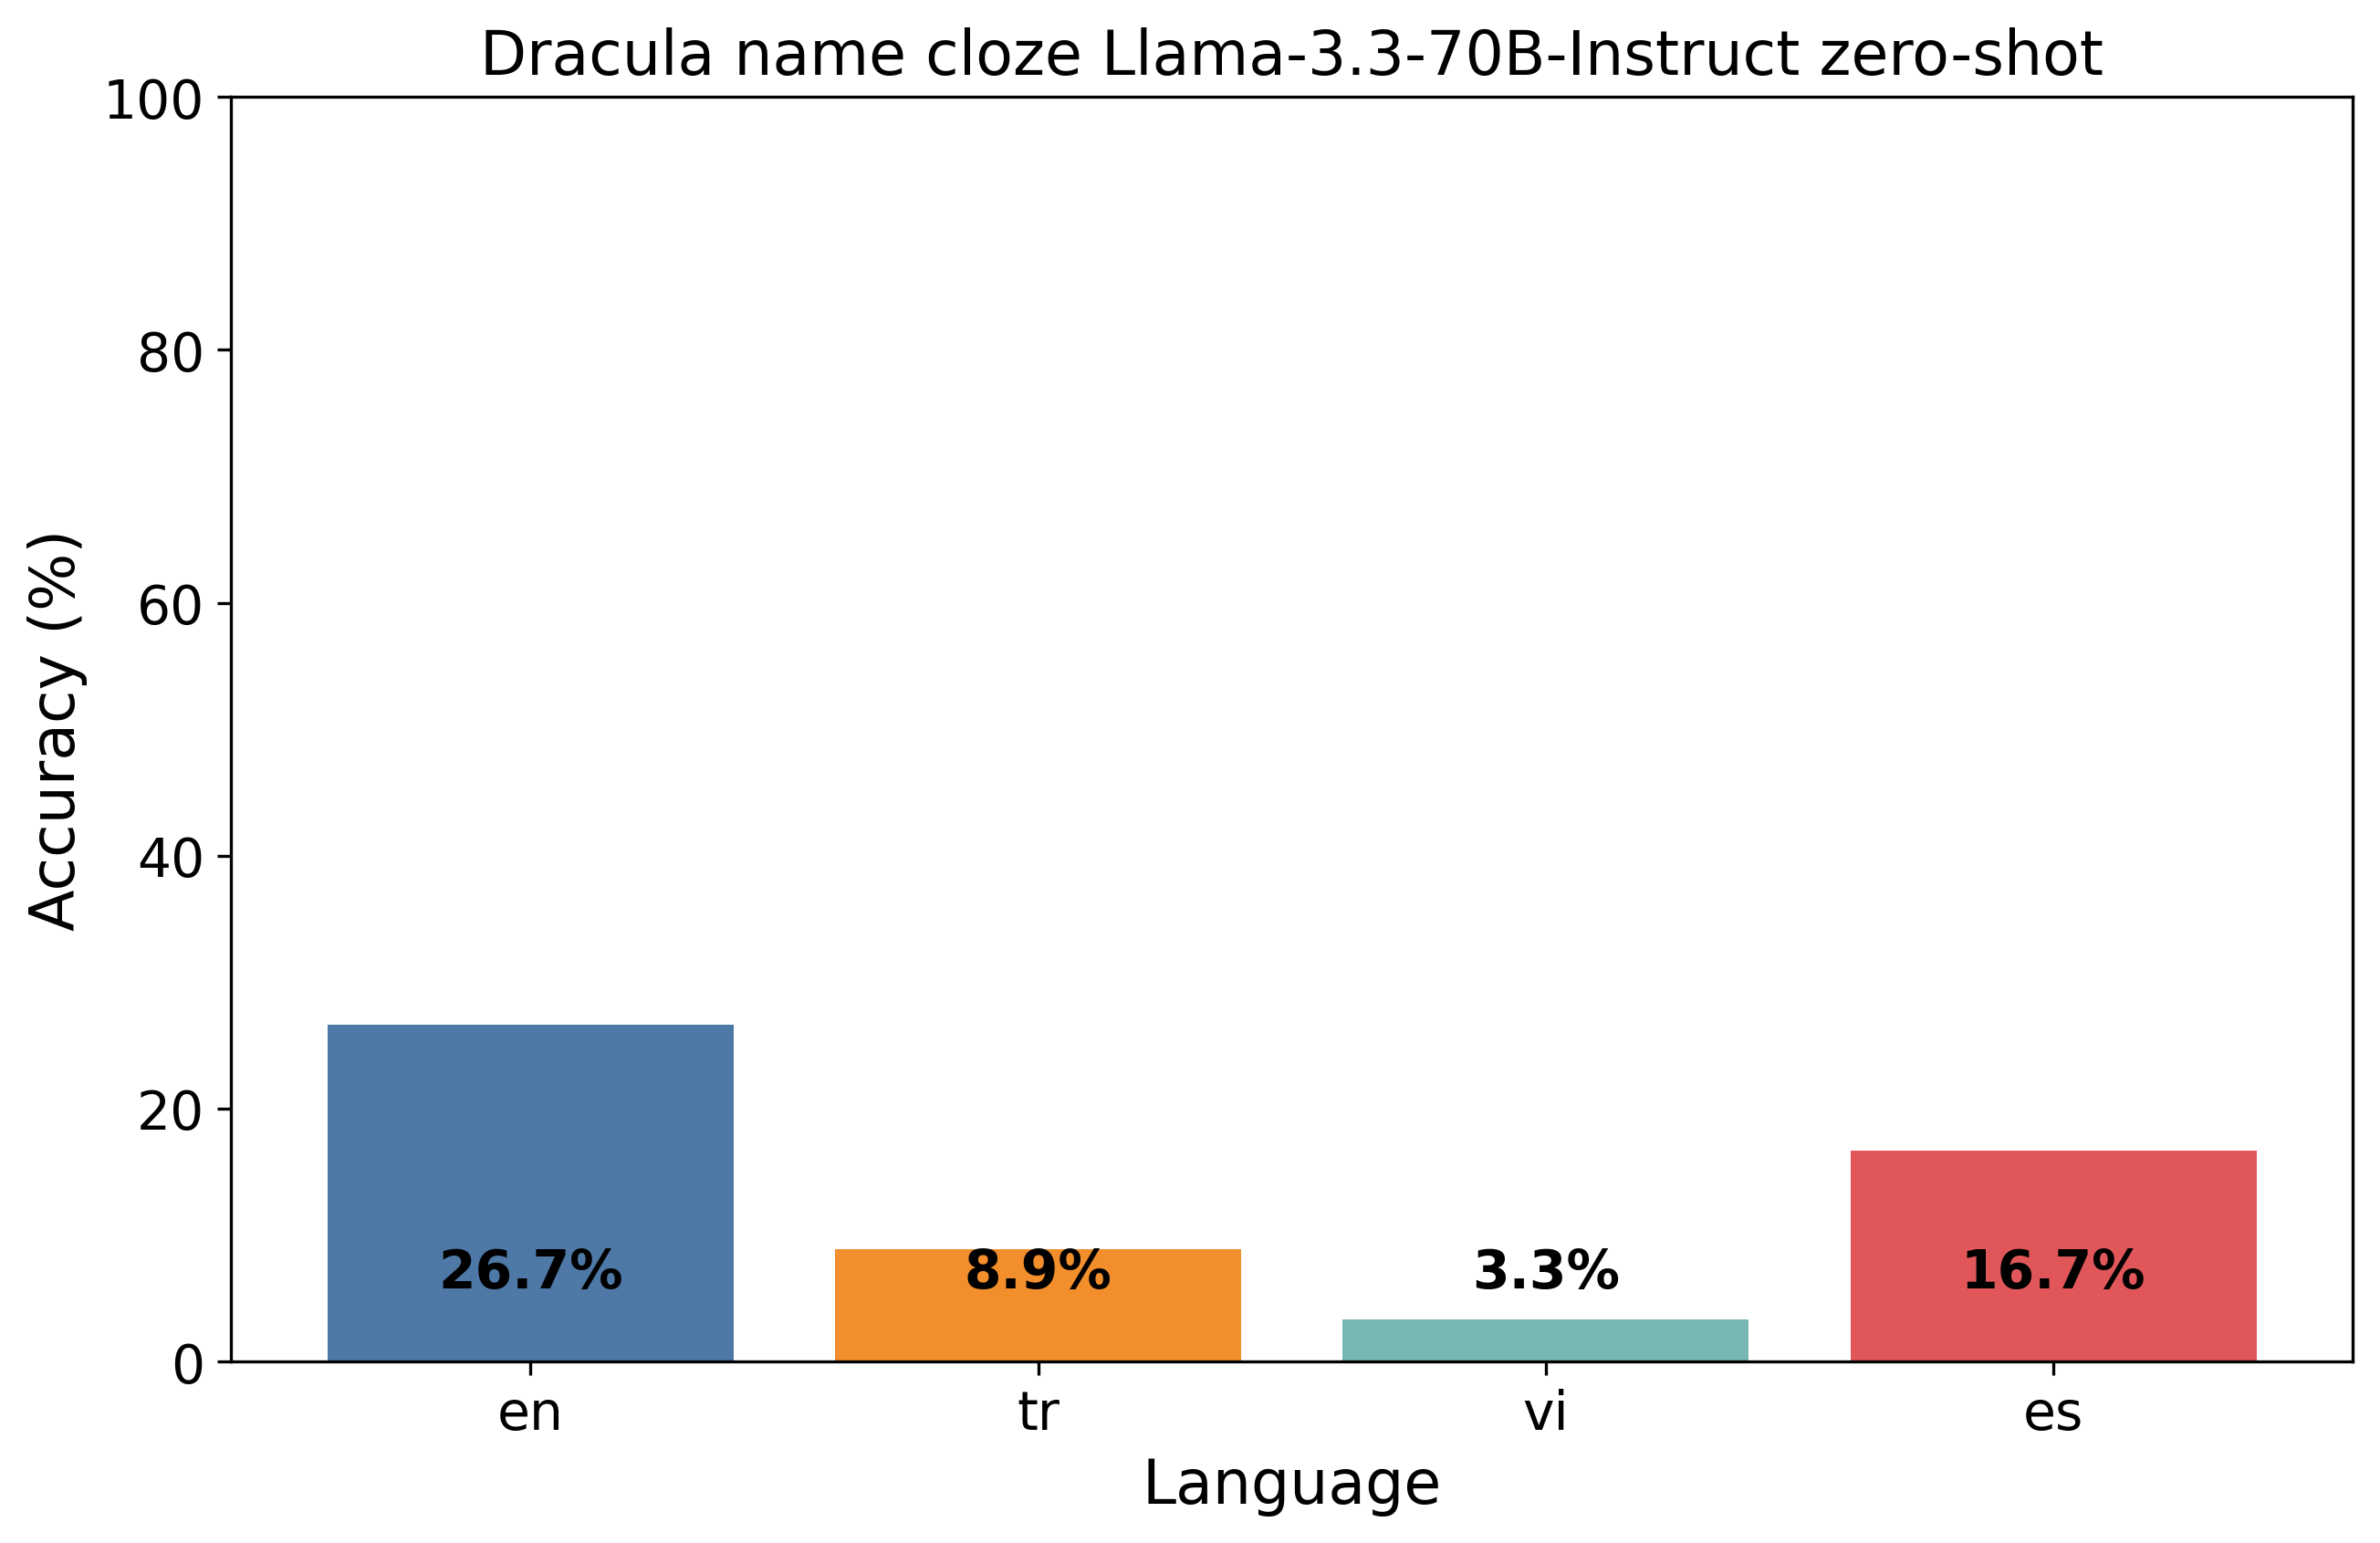 Dracula name cloze Llama-3.3-70B-Instruct zero-shot
Accuracy (%)
100
80
60
40
20
0
26.7%
8.9%
3.3%
16.7%
en
tr
vi
es
Language